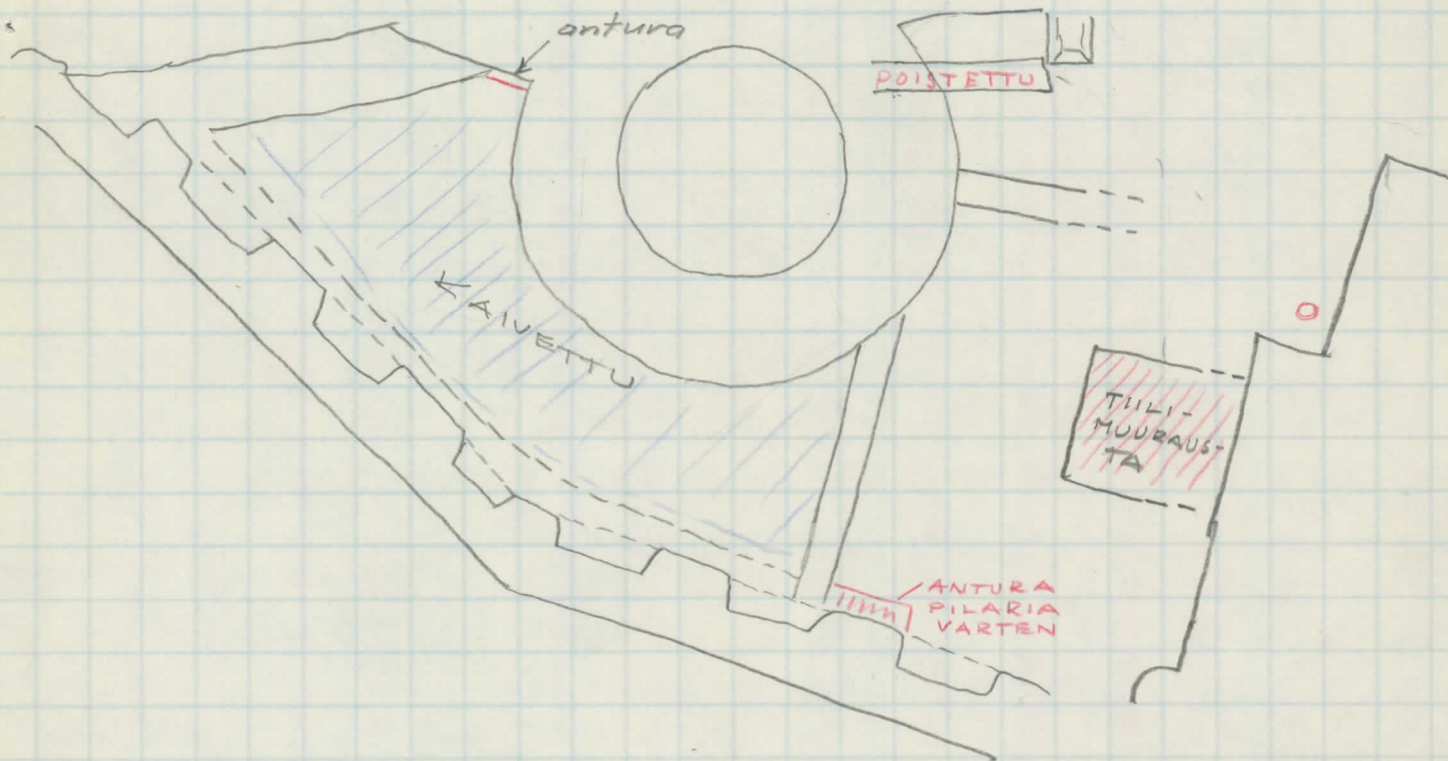 antura
POISTETTU
KAIVETTU
TIILI-
MUURAUS-
TA
ANTURA
PILARIA
VARTEN